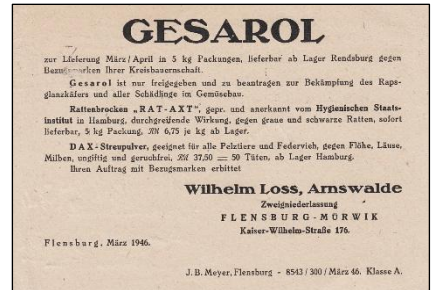 GESAROL
zur Lieferung März/April in 5 kg Packungen, lieferbar ab Lager Rendsburg gegen
Bezugsmarken Ihrer Kreisbauernschaft.
Gesarol ist nur freigegeben und zu beantragen zur Bekämpfung des Raps-
glanzkäfers und aller Schädlinge im Gemüsebau.
Rattenbrocken „RAT-AXT“, gepr. und anerkannt vom Hygienischen Staats-
institut in Hamburg, durchgreifende Wirkung, gegen graue und schwarze Ratten, sofort
lieferbar, 5 kg Packung, RM 6,75 je kg ab Lager.
DAX-Streupulver, geeignet für alle Pelztiere und Federvieh, gegen Flöhe, Läuse,
Milben, ungiftig und geruchfrei, RM 37.50 = 50 Tüten, ab Lager Hamburg.
Ihren Auftrag mit Bezugsmarken erbittet
Wilhelm Loss, Arnswalde
Zweigniederlassung
FLENSBURG-MÜRWIK
Kaiser-Wilhelm-Straße 176.
Flensburg, März 1946.
J. B. Meyer, Flensburg - 8543 / 300 / März 46. Klasse A.